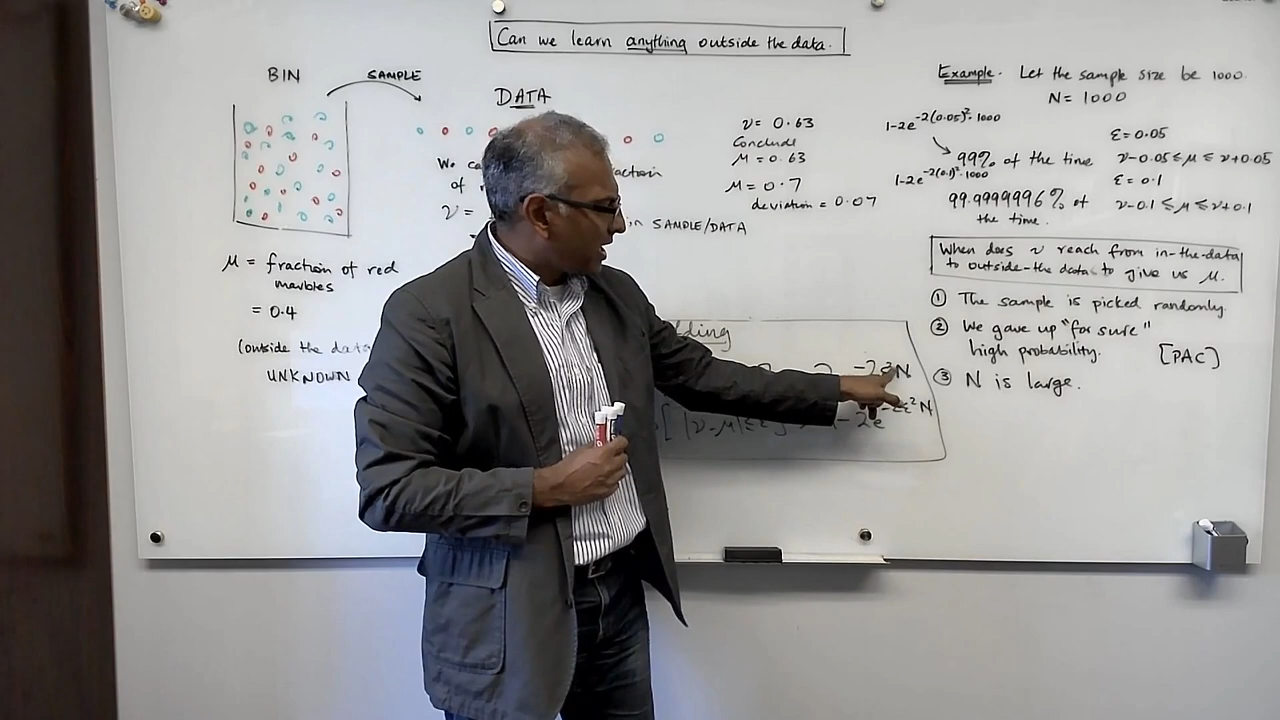 Can we learn anything outside the data.
BIN
SAMPLE
DATA
We
of
ν =
=
in SAMPLE/DATA
μ = fraction of red
marbles
= 0.4
(outside the data
UNKNOWN
ν = 0.63
Conclude
μ = 0.63
μ = 0.7
deviation = 0.07
-2ε²N
[ |ν-μ|≤ε ] - 2e^-2ε²N
Example. Let the sample size be 1000.
N = 1000
1-2e^-2(0.05)²·1000
ε = 0.05
99% of the time ν-0.05 ≤ μ ≤ ν+0.05
1-2e^-2(0.1)²·1000
ε = 0.1
99.9999996% of ν-0.1 ≤ μ ≤ ν+0.1
the time.
When does ν reach from in-the-data
to outside-the data to give us μ.
① The sample is picked randomly.
② We gave up "for sure"
high probability. [PAC]
③ N is large.